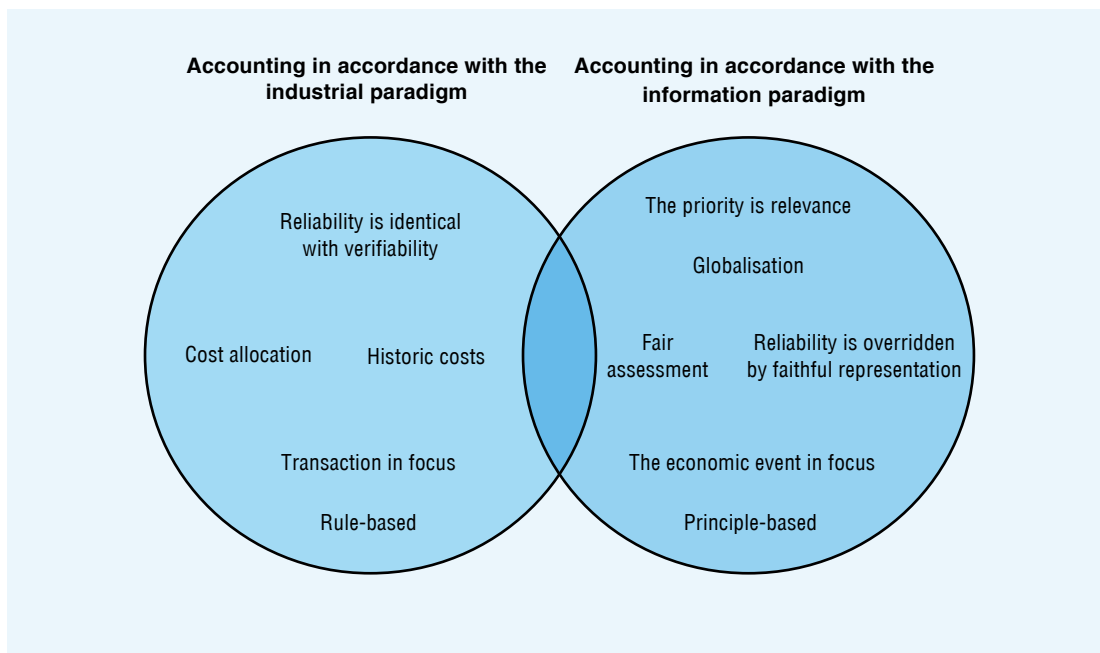 Accounting in accordance with the
industrial paradigm
Accounting in accordance with the
information paradigm
Reliability is identical
with verifiability
Cost allocation
Historic costs
Transaction in focus
Rule-based
The priority is relevance
Globalisation
Fair
assessment
Reliability is overridden
by faithful representation
The economic event in focus
Principle-based